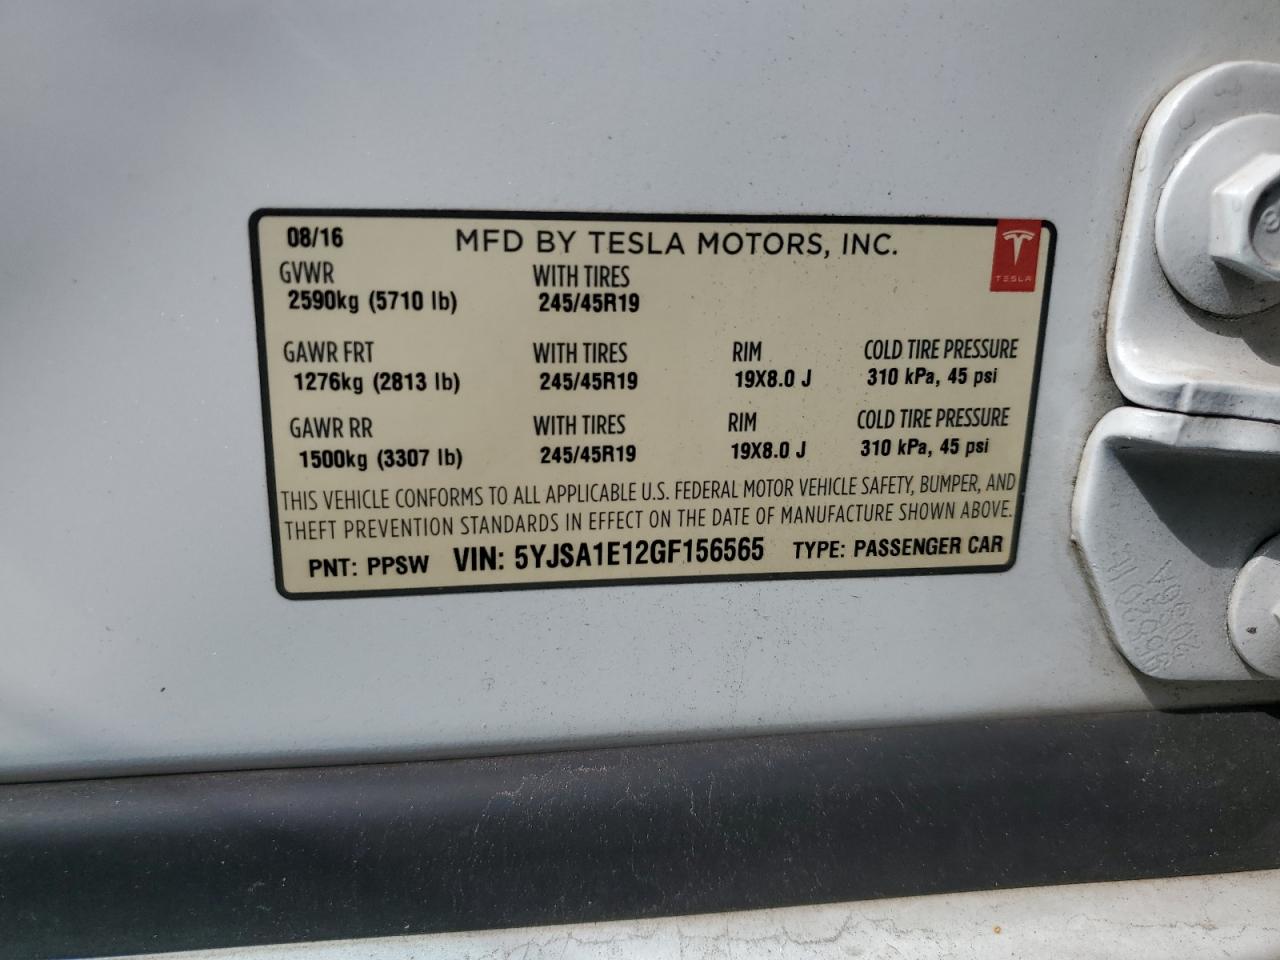 08/16 MFD BY TESLA MOTORS, INC.
TESLA
GVWR WITH TIRES
2590kg (5710 lb) 245/45R19
GAWR FRT WITH TIRES RIM COLD TIRE PRESSURE
1276kg (2813 lb) 245/45R19 19X8.0 J 310 kPa, 45 psi
GAWR RR WITH TIRES RIM COLD TIRE PRESSURE
1500kg (3307 lb) 245/45R19 19X8.0 J 310 kPa, 45 psi
THIS VEHICLE CONFORMS TO ALL APPLICABLE U.S. FEDERAL MOTOR VEHICLE SAFETY, BUMPER, AND
THEFT PREVENTION STANDARDS IN EFFECT ON THE DATE OF MANUFACTURE SHOWN ABOVE.
PNT: PPSW VIN: 5YJSA1E12GF156565 TYPE: PASSENGER CAR